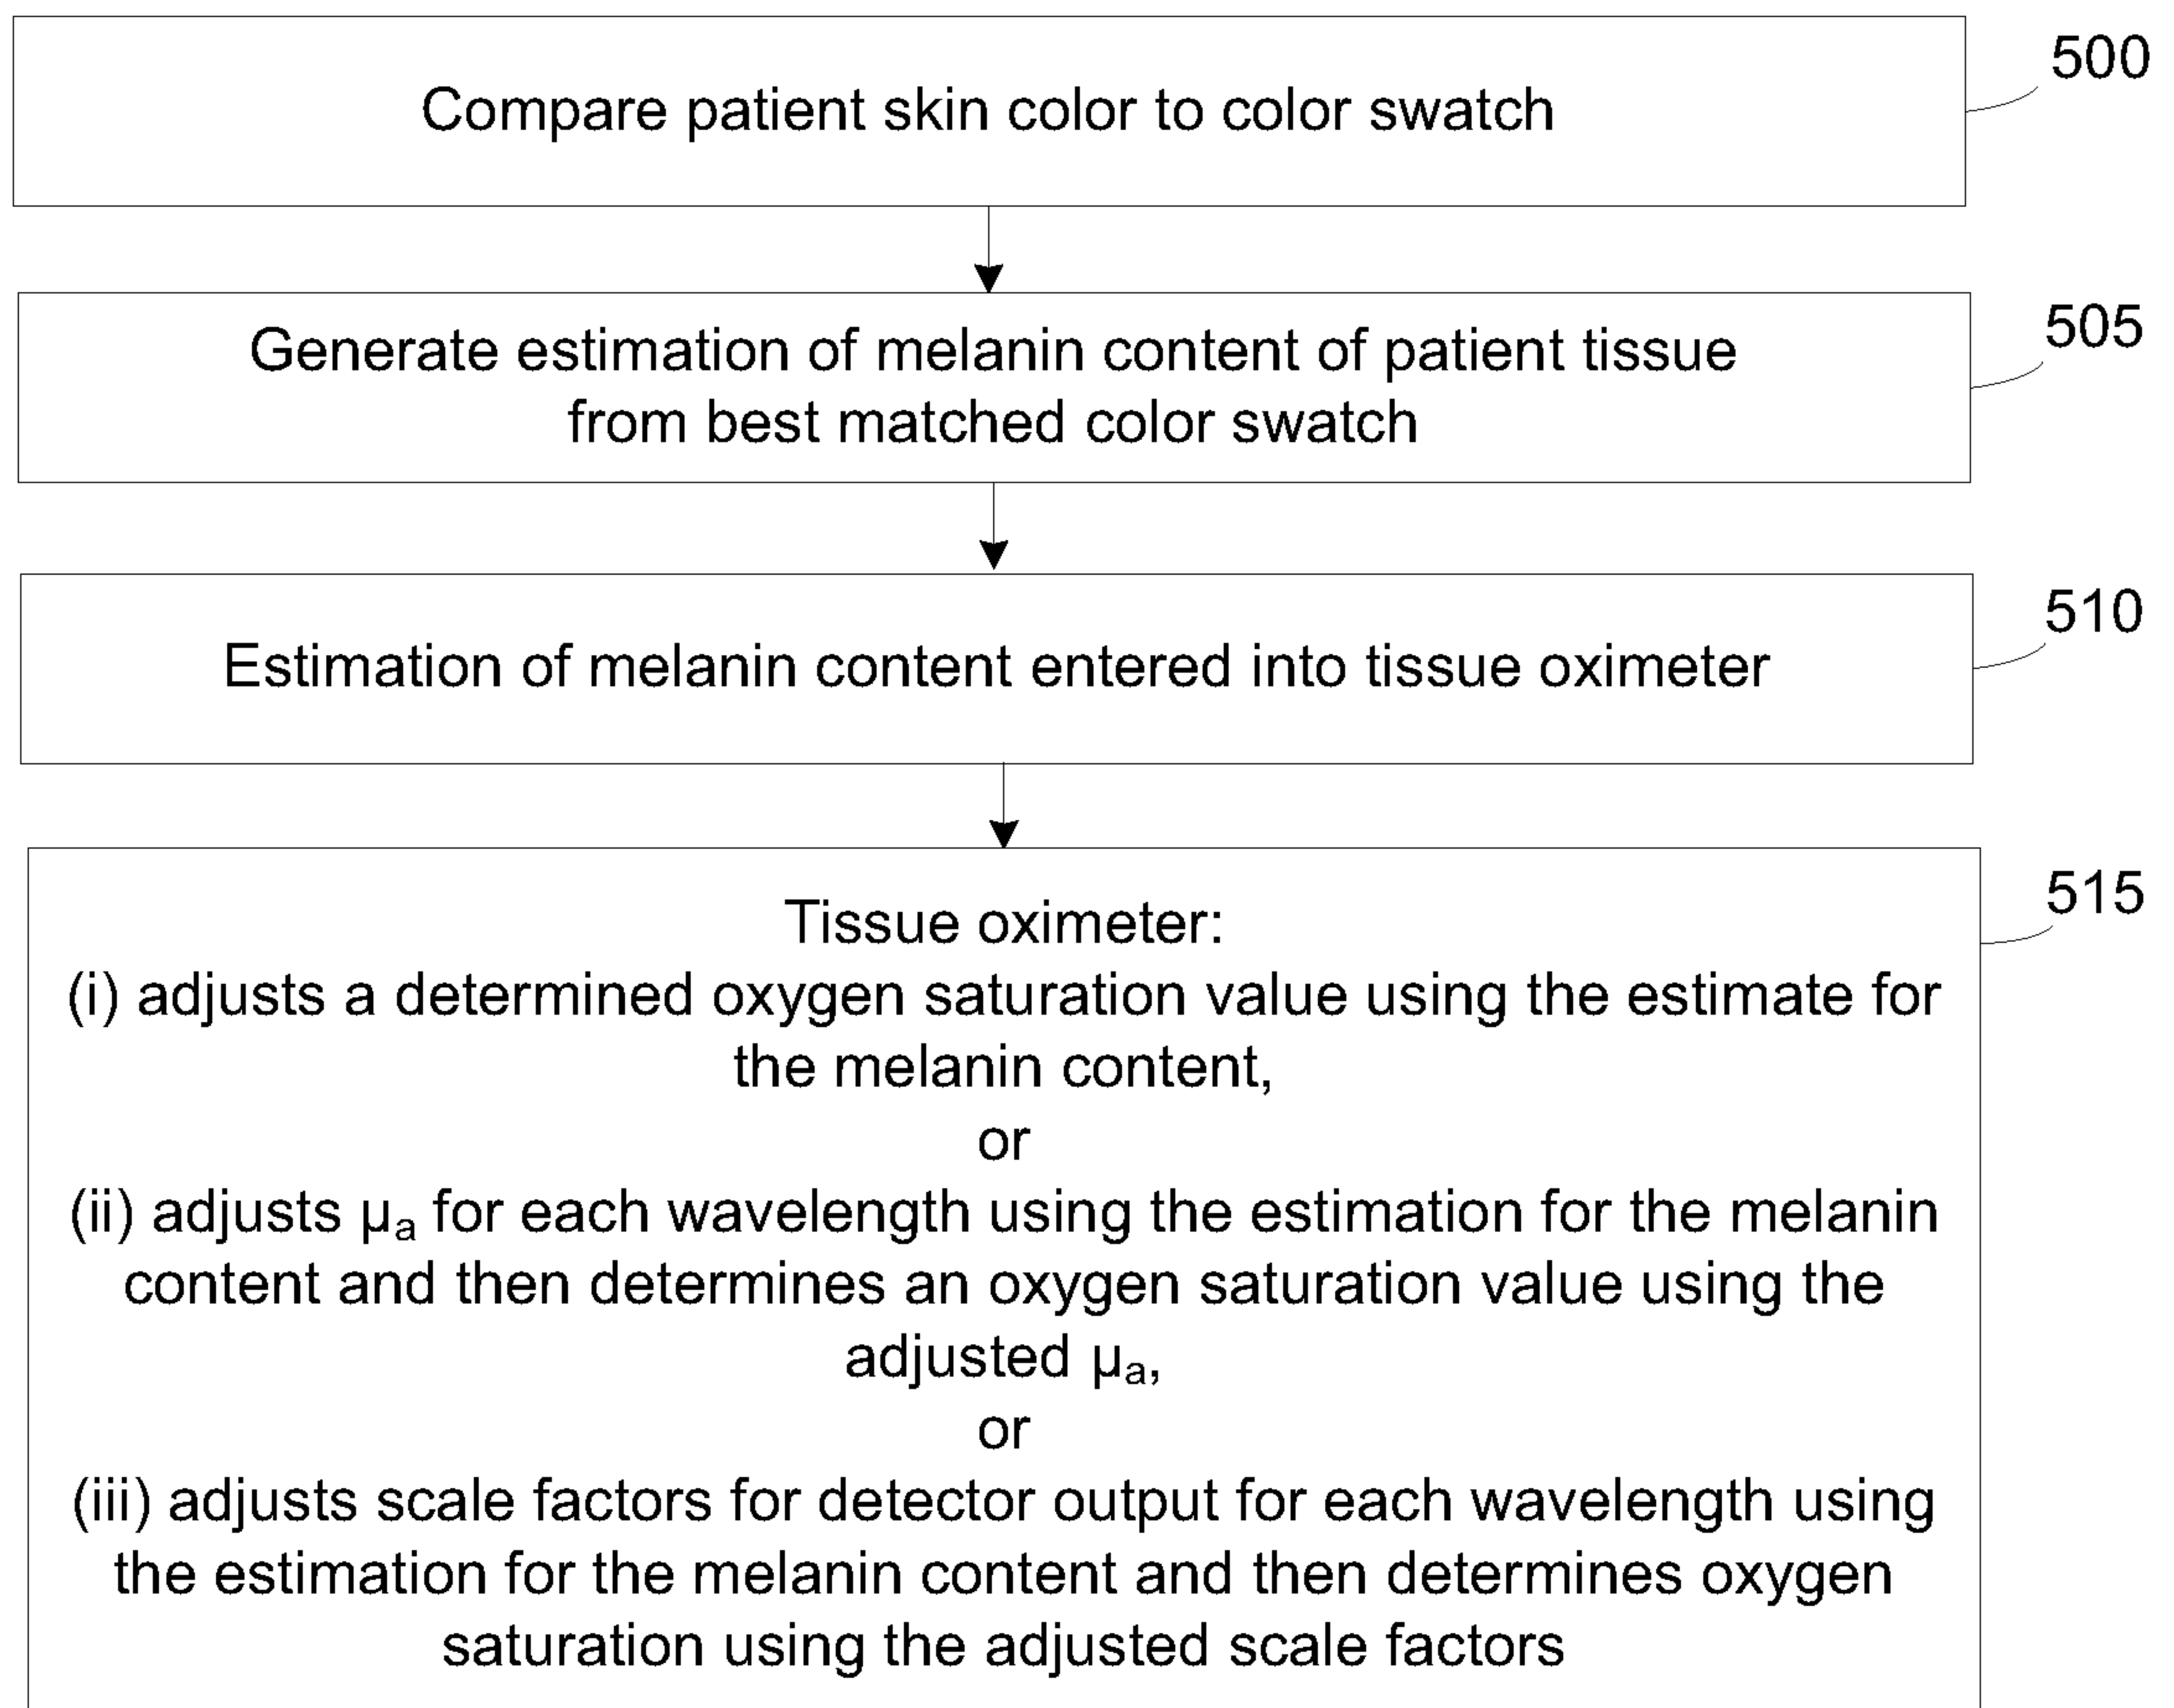 Compare patient skin color to color swatch
500
Generate estimation of melanin content of patient tissue
from best matched color swatch
505
Estimation of melanin content entered into tissue oximeter
510
Tissue oximeter:
515
(i) adjusts a determined oxygen saturation value using the estimate for
the melanin content,
or
(ii) adjusts µₐ for each wavelength using the estimation for the melanin
content and then determines an oxygen saturation value using the
adjusted µₐ,
or
(iii) adjusts scale factors for detector output for each wavelength using
the estimation for the melanin content and then determines oxygen
saturation using the adjusted scale factors